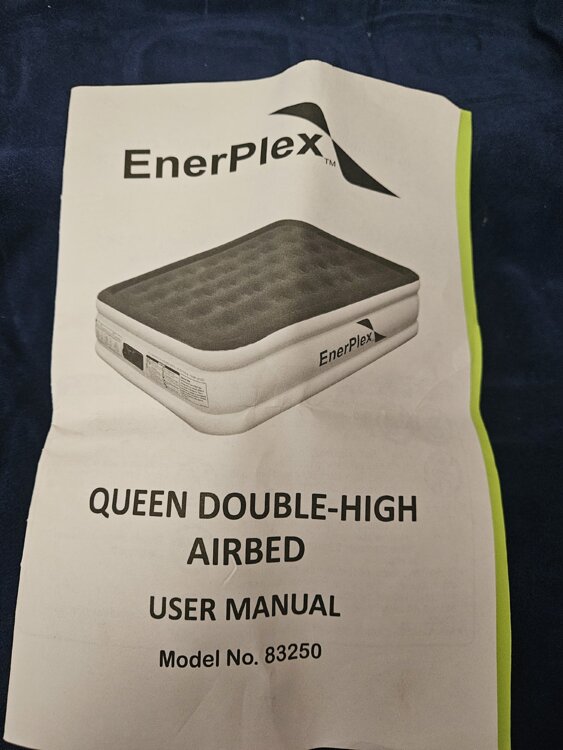 EnerPlex
TM
EnerPlex
QUEEN DOUBLE-HIGH
AIRBED
USER MANUAL
Model No. 83250